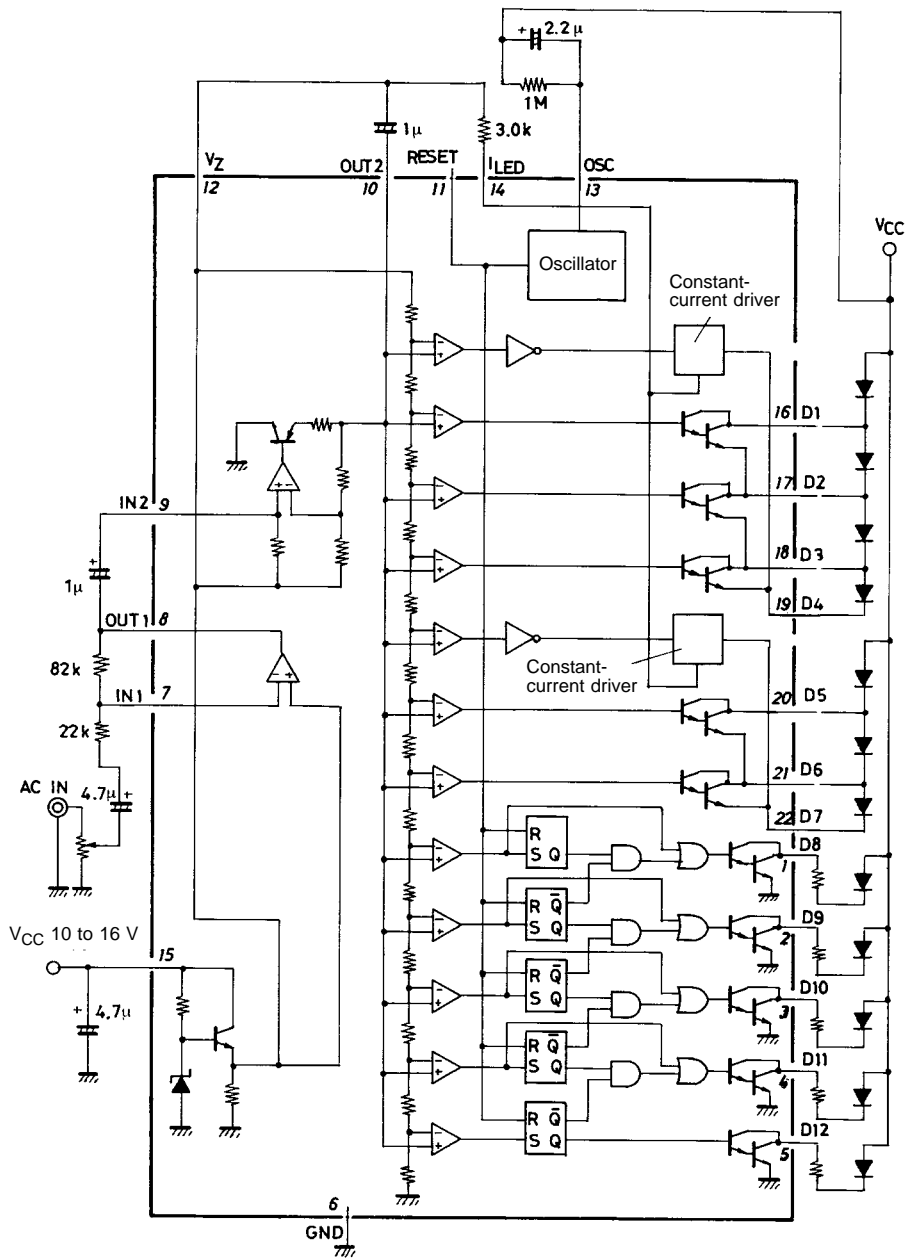 + 2.2μ
1M
1μ
3.0k
VZ
OUT2
RESET
ILED
OSC
12
10
11
14
13
VCC
Oscillator
Constant-
current driver
16 D1
17 D2
IN2 9
18 D3
+
1μ
19 D4
OUT1 8
82k
Constant-
current driver
20 D5
IN1 7
22k
21 D6
AC IN
4.7μ +
22 D7
R
S Q
D8
1
R Q̅
S Q
D9
2
VCC 10 to 16 V
15
R Q̅
S Q
D10
3
+ 4.7μ
R Q̅
S Q
D11
4
R Q̅
S Q
D12
5
6
GND